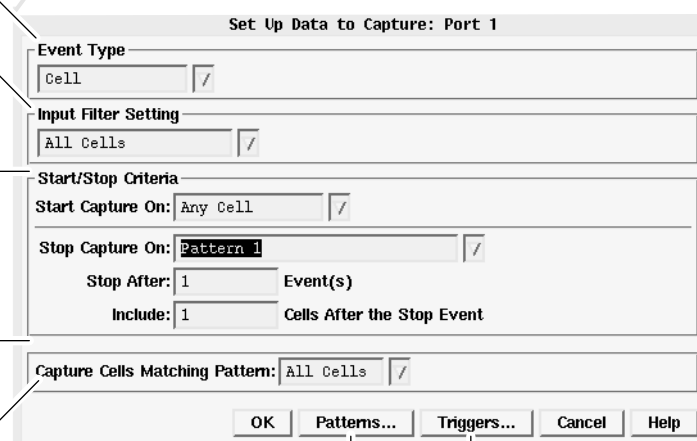 Set Up Data to Capture: Port 1
Event Type
Cell
Input Filter Setting
All Cells
Start/Stop Criteria
Start Capture On: Any Cell
Stop Capture On: Pattern 1
Stop After: 1 Event(s)
Include: 1 Cells After the Stop Event
Capture Cells Matching Pattern: All Cells
OK Patterns... Triggers... Cancel Help